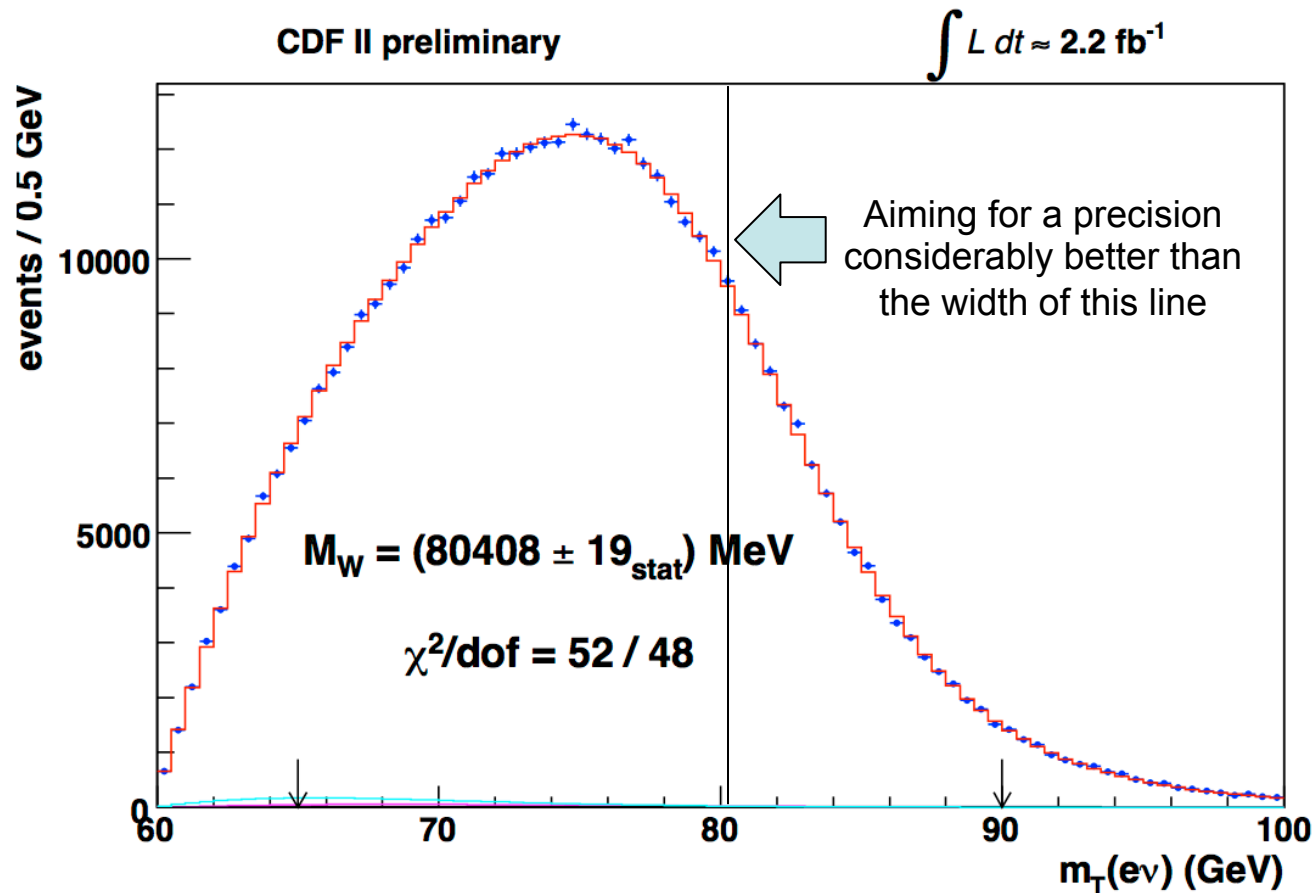 CDF II preliminary
∫ L dt ≈ 2.2 fb⁻¹
events / 0.5 GeV
10000
5000
0
Aiming for a precision
considerably better than
the width of this line
M_W = (80408 ± 19_stat) MeV
χ²/dof = 52 / 48
60 70 80 90 100
m_T(eν) (GeV)